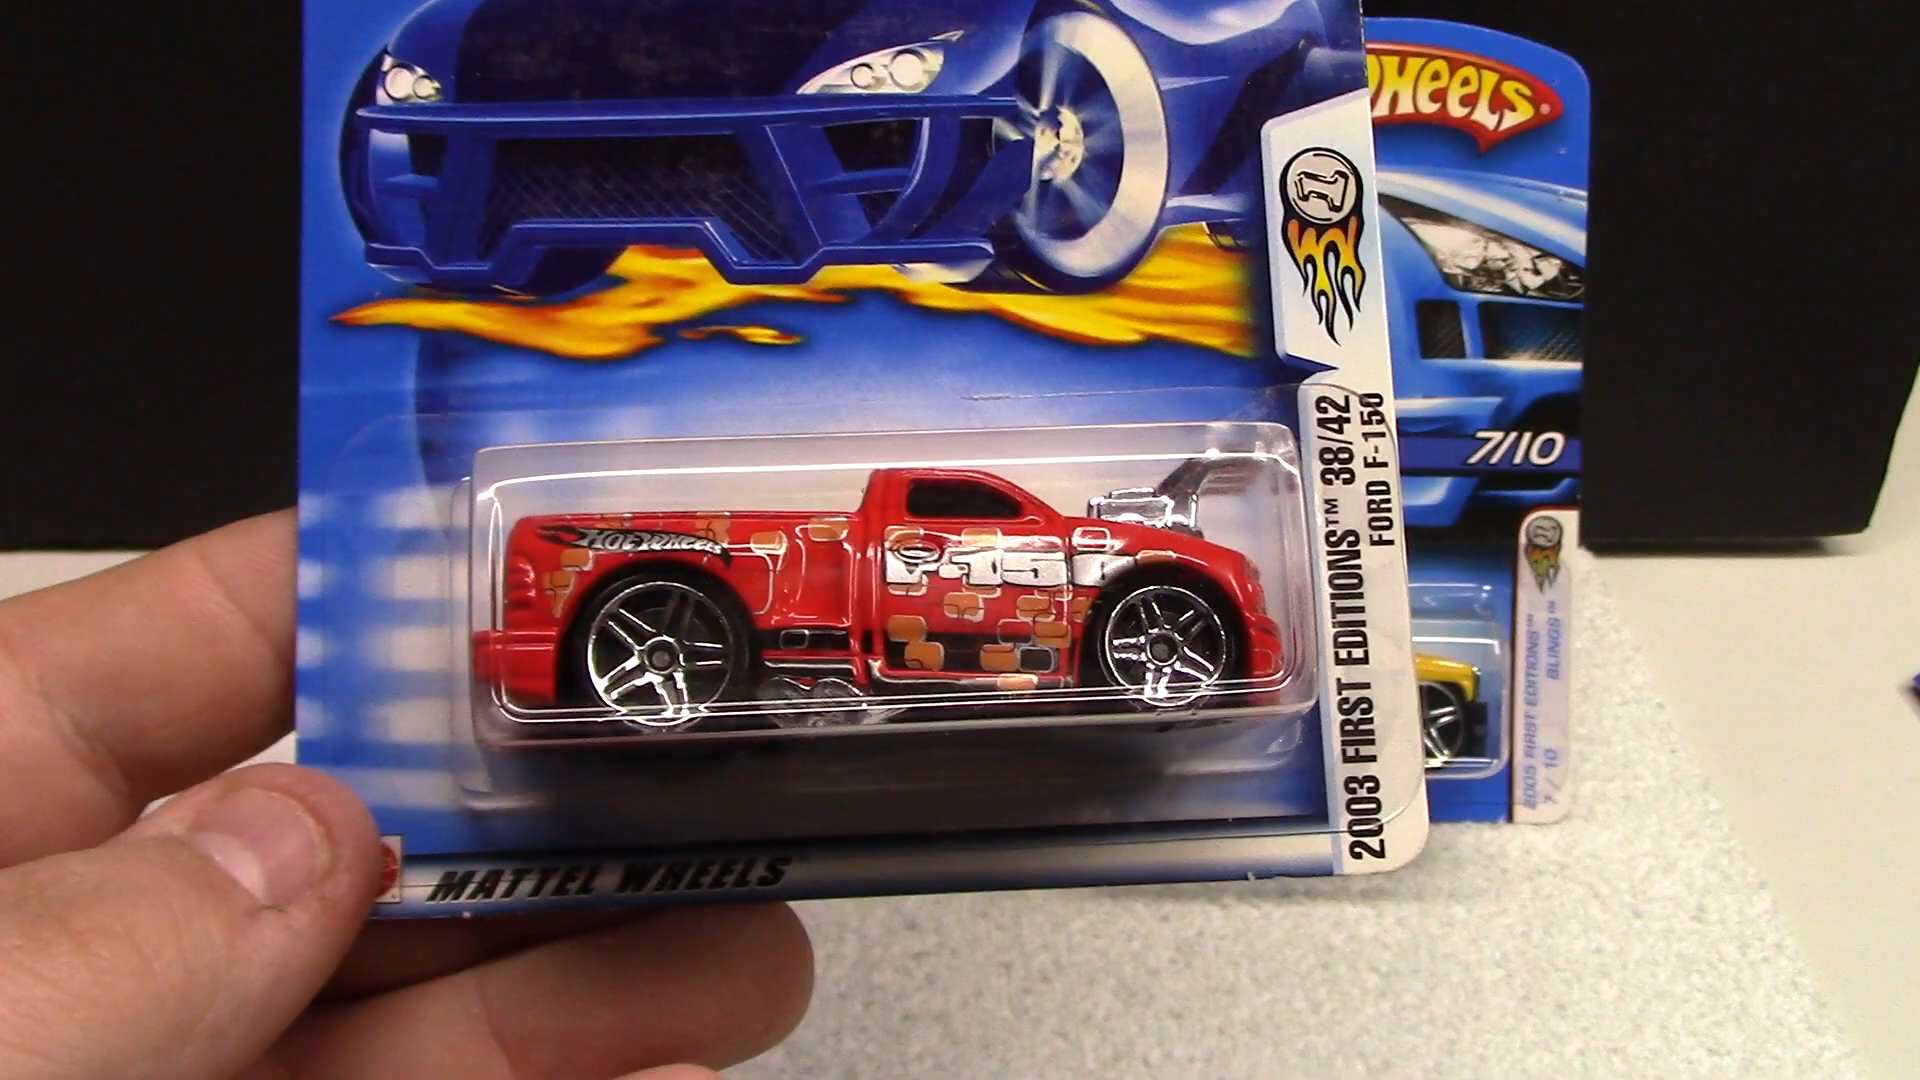 WHEELS
7/10
HOT WHEELS
F-150
2003 FIRST EDITIONS™ 38/42
FORD F-150
MATTEL WHEELS
2005 FIRST EDITIONS™
7/10 BLINGS™